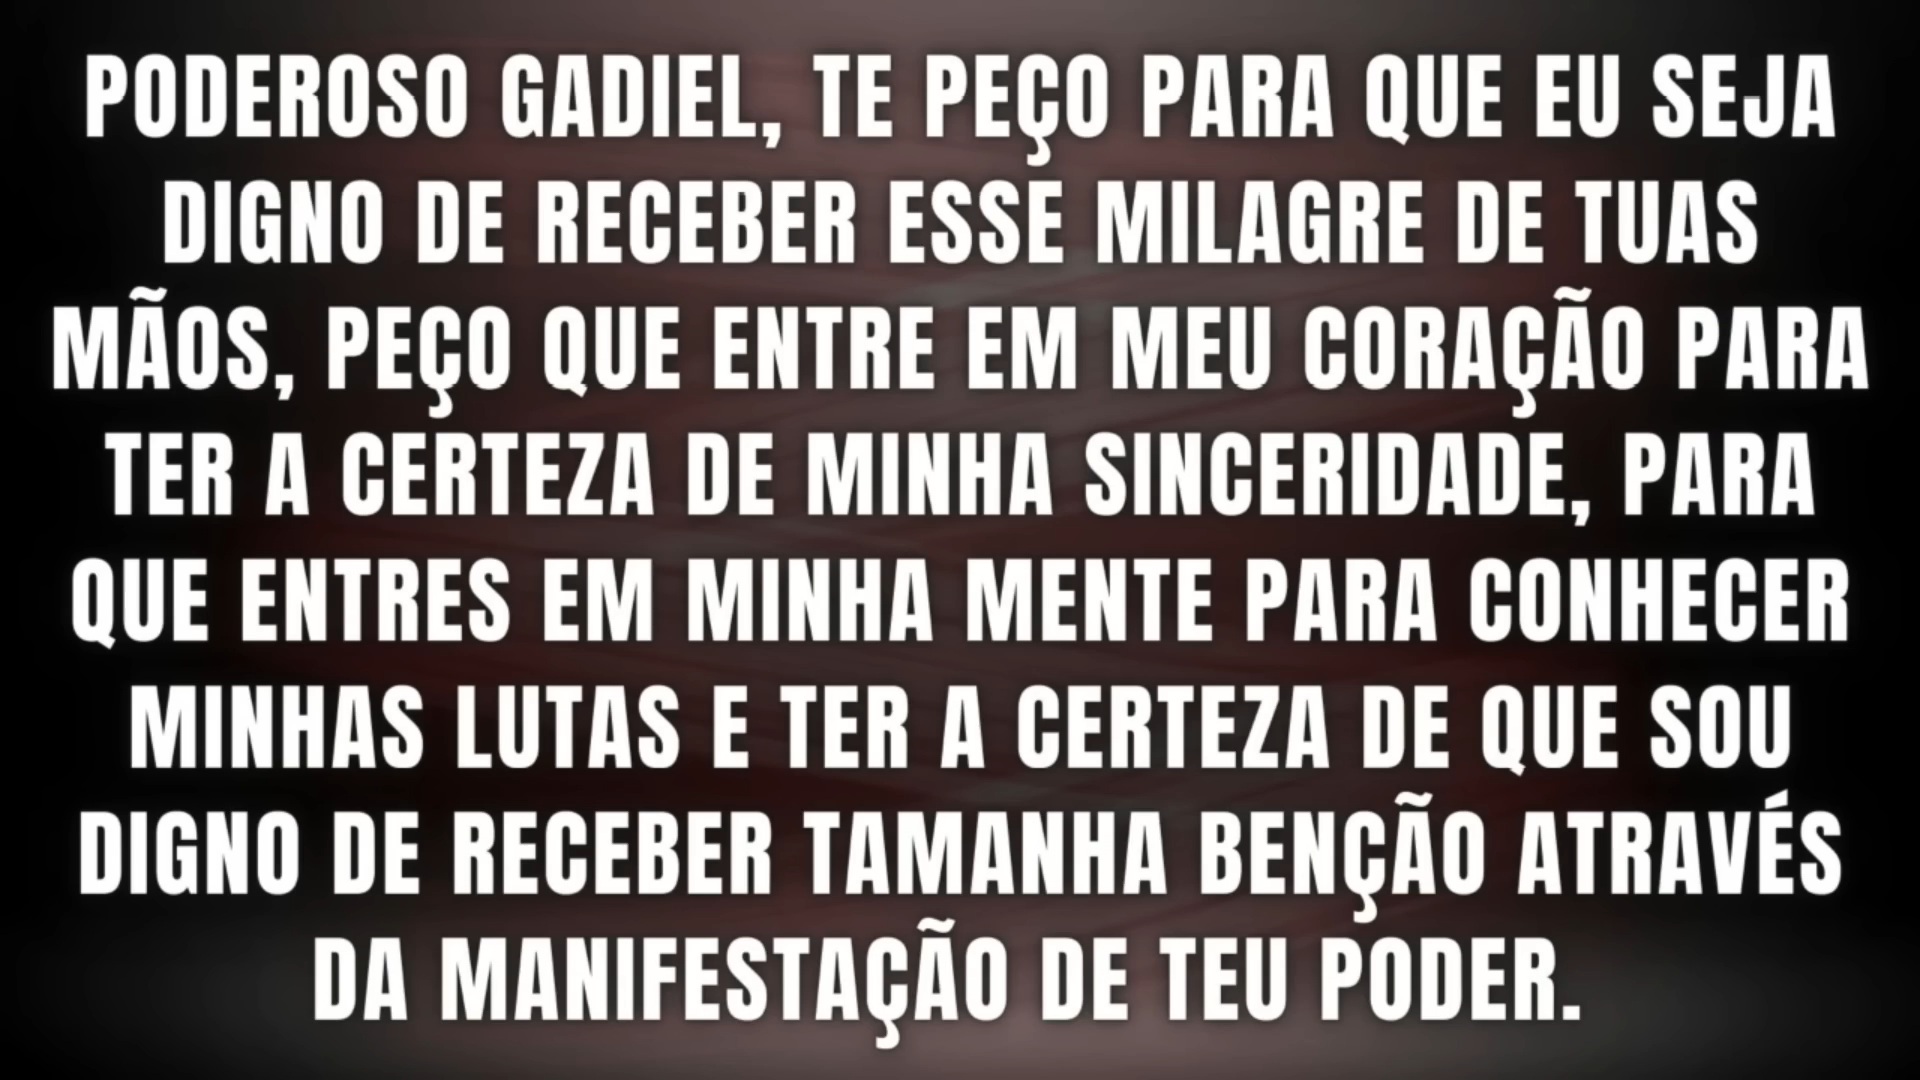 PODEROSO GADIEL, TE PEÇO PARA QUE EU SEJA
DIGNO DE RECEBER ESSE MILAGRE DE TUAS
MÃOS, PEÇO QUE ENTRE EM MEU CORAÇÃO PARA
TER A CERTEZA DE MINHA SINCERIDADE, PARA
QUE ENTRES EM MINHA MENTE PARA CONHECER
MINHAS LUTAS E TER A CERTEZA DE QUE SOU
DIGNO DE RECEBER TAMANHA BENÇÃO ATRAVÉS
DA MANIFESTAÇÃO DE TEU PODER.